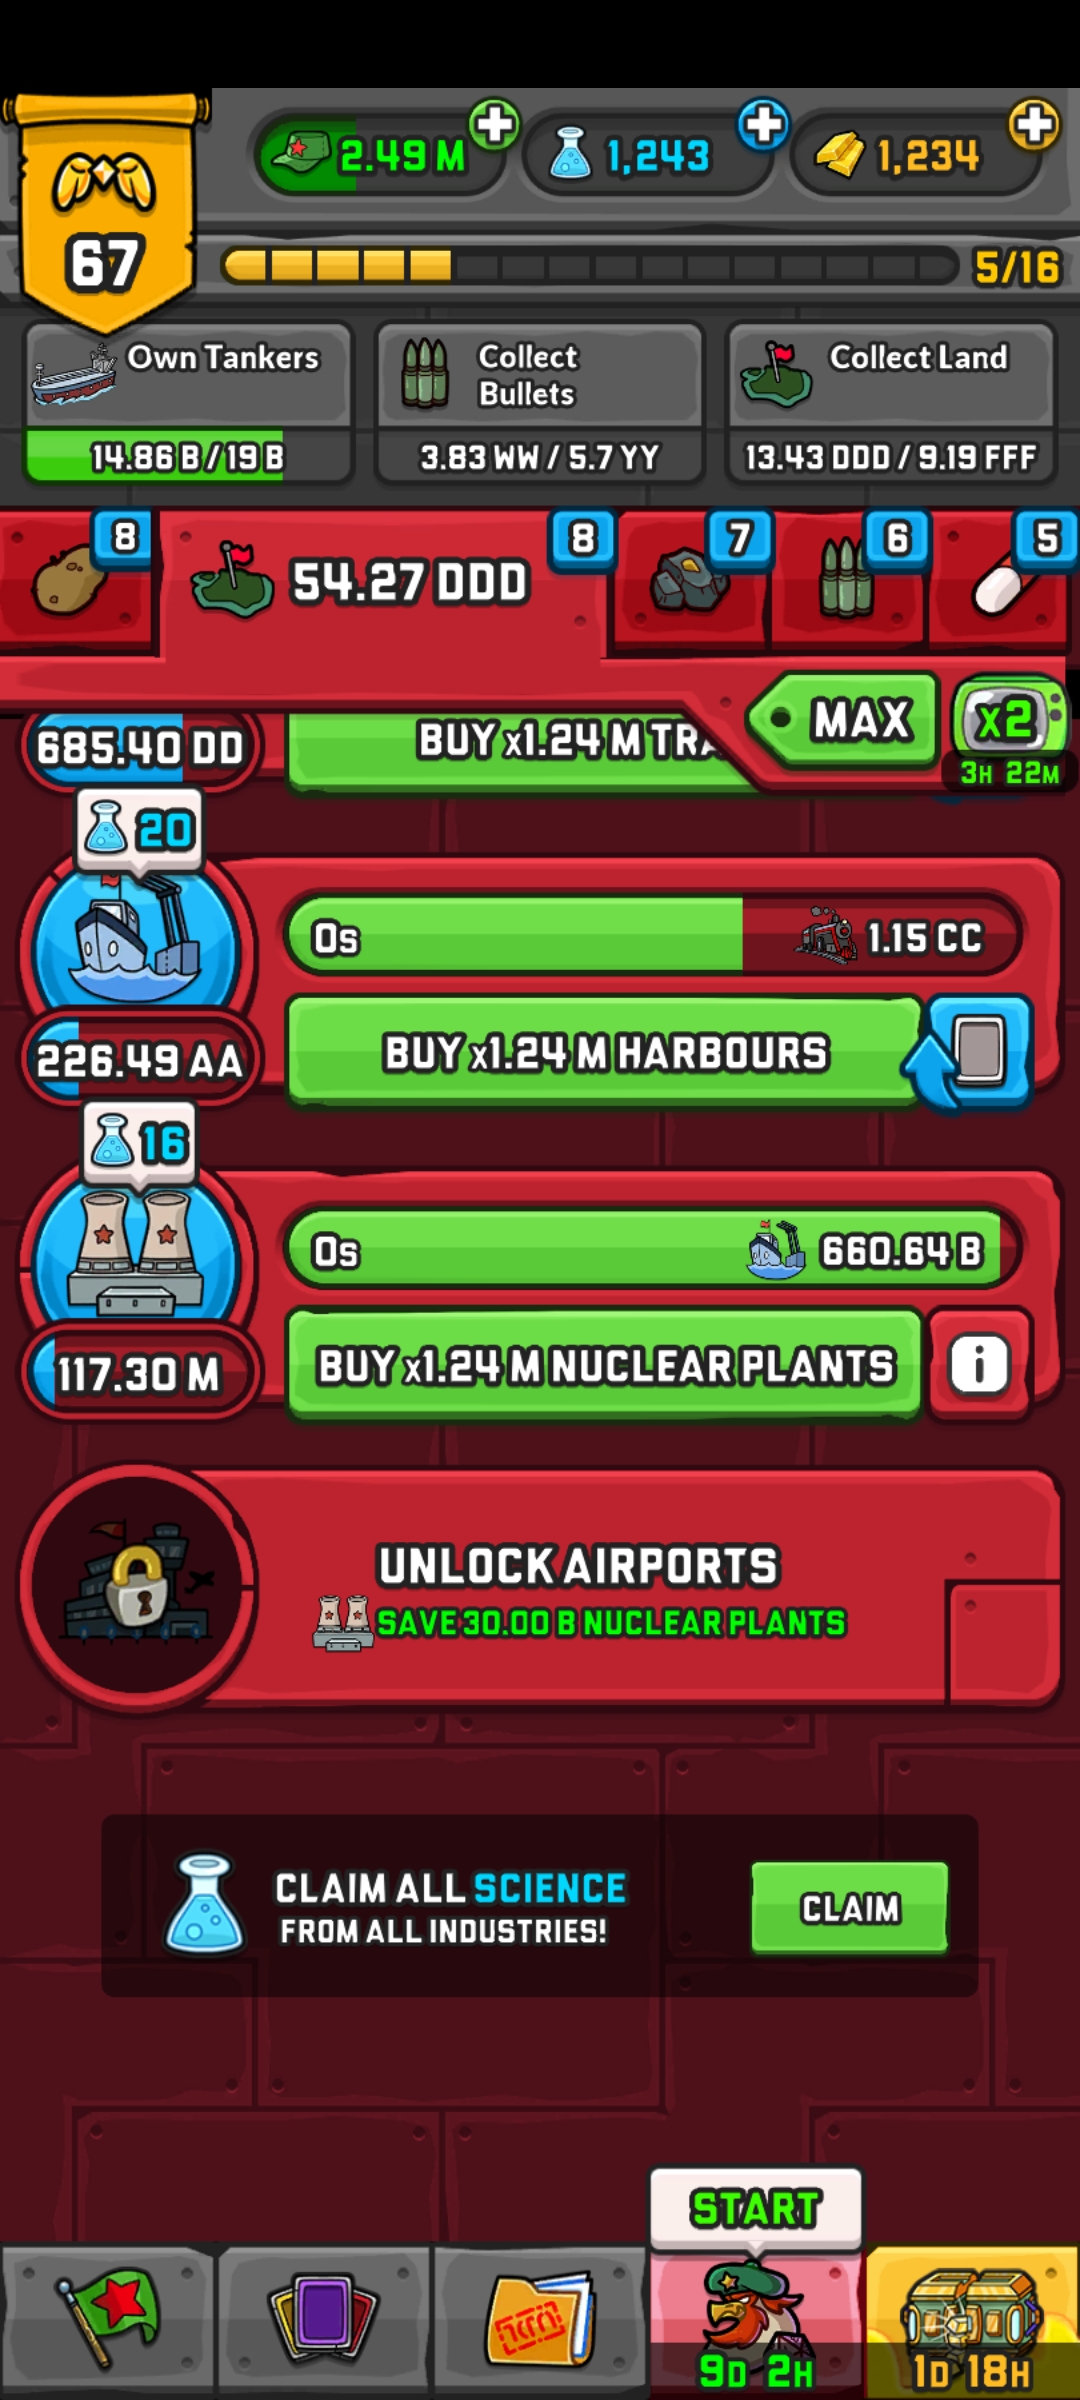 67
2.49 M
1,243
1,234
5/16
Own Tankers
14.86 B / 19 B
Collect
Bullets
3.83 WW / 5.7 YY
Collect Land
13.43 DDD / 9.19 FFF
8
54.27 DDD
8
7
6
5
MAX
x2
3H 22M
685.40 DD
BUY x1.24 M TRA
20
0s
1.15 CC
226.49 AA
BUY x1.24 M HARBOURS
16
0s
660.64 B
117.30 M
BUY x1.24 M NUCLEAR PLANTS
i
UNLOCK AIRPORTS
SAVE 30.00 B NUCLEAR PLANTS
CLAIM ALL SCIENCE
FROM ALL INDUSTRIES!
CLAIM
START
9D 2H
1D 18H